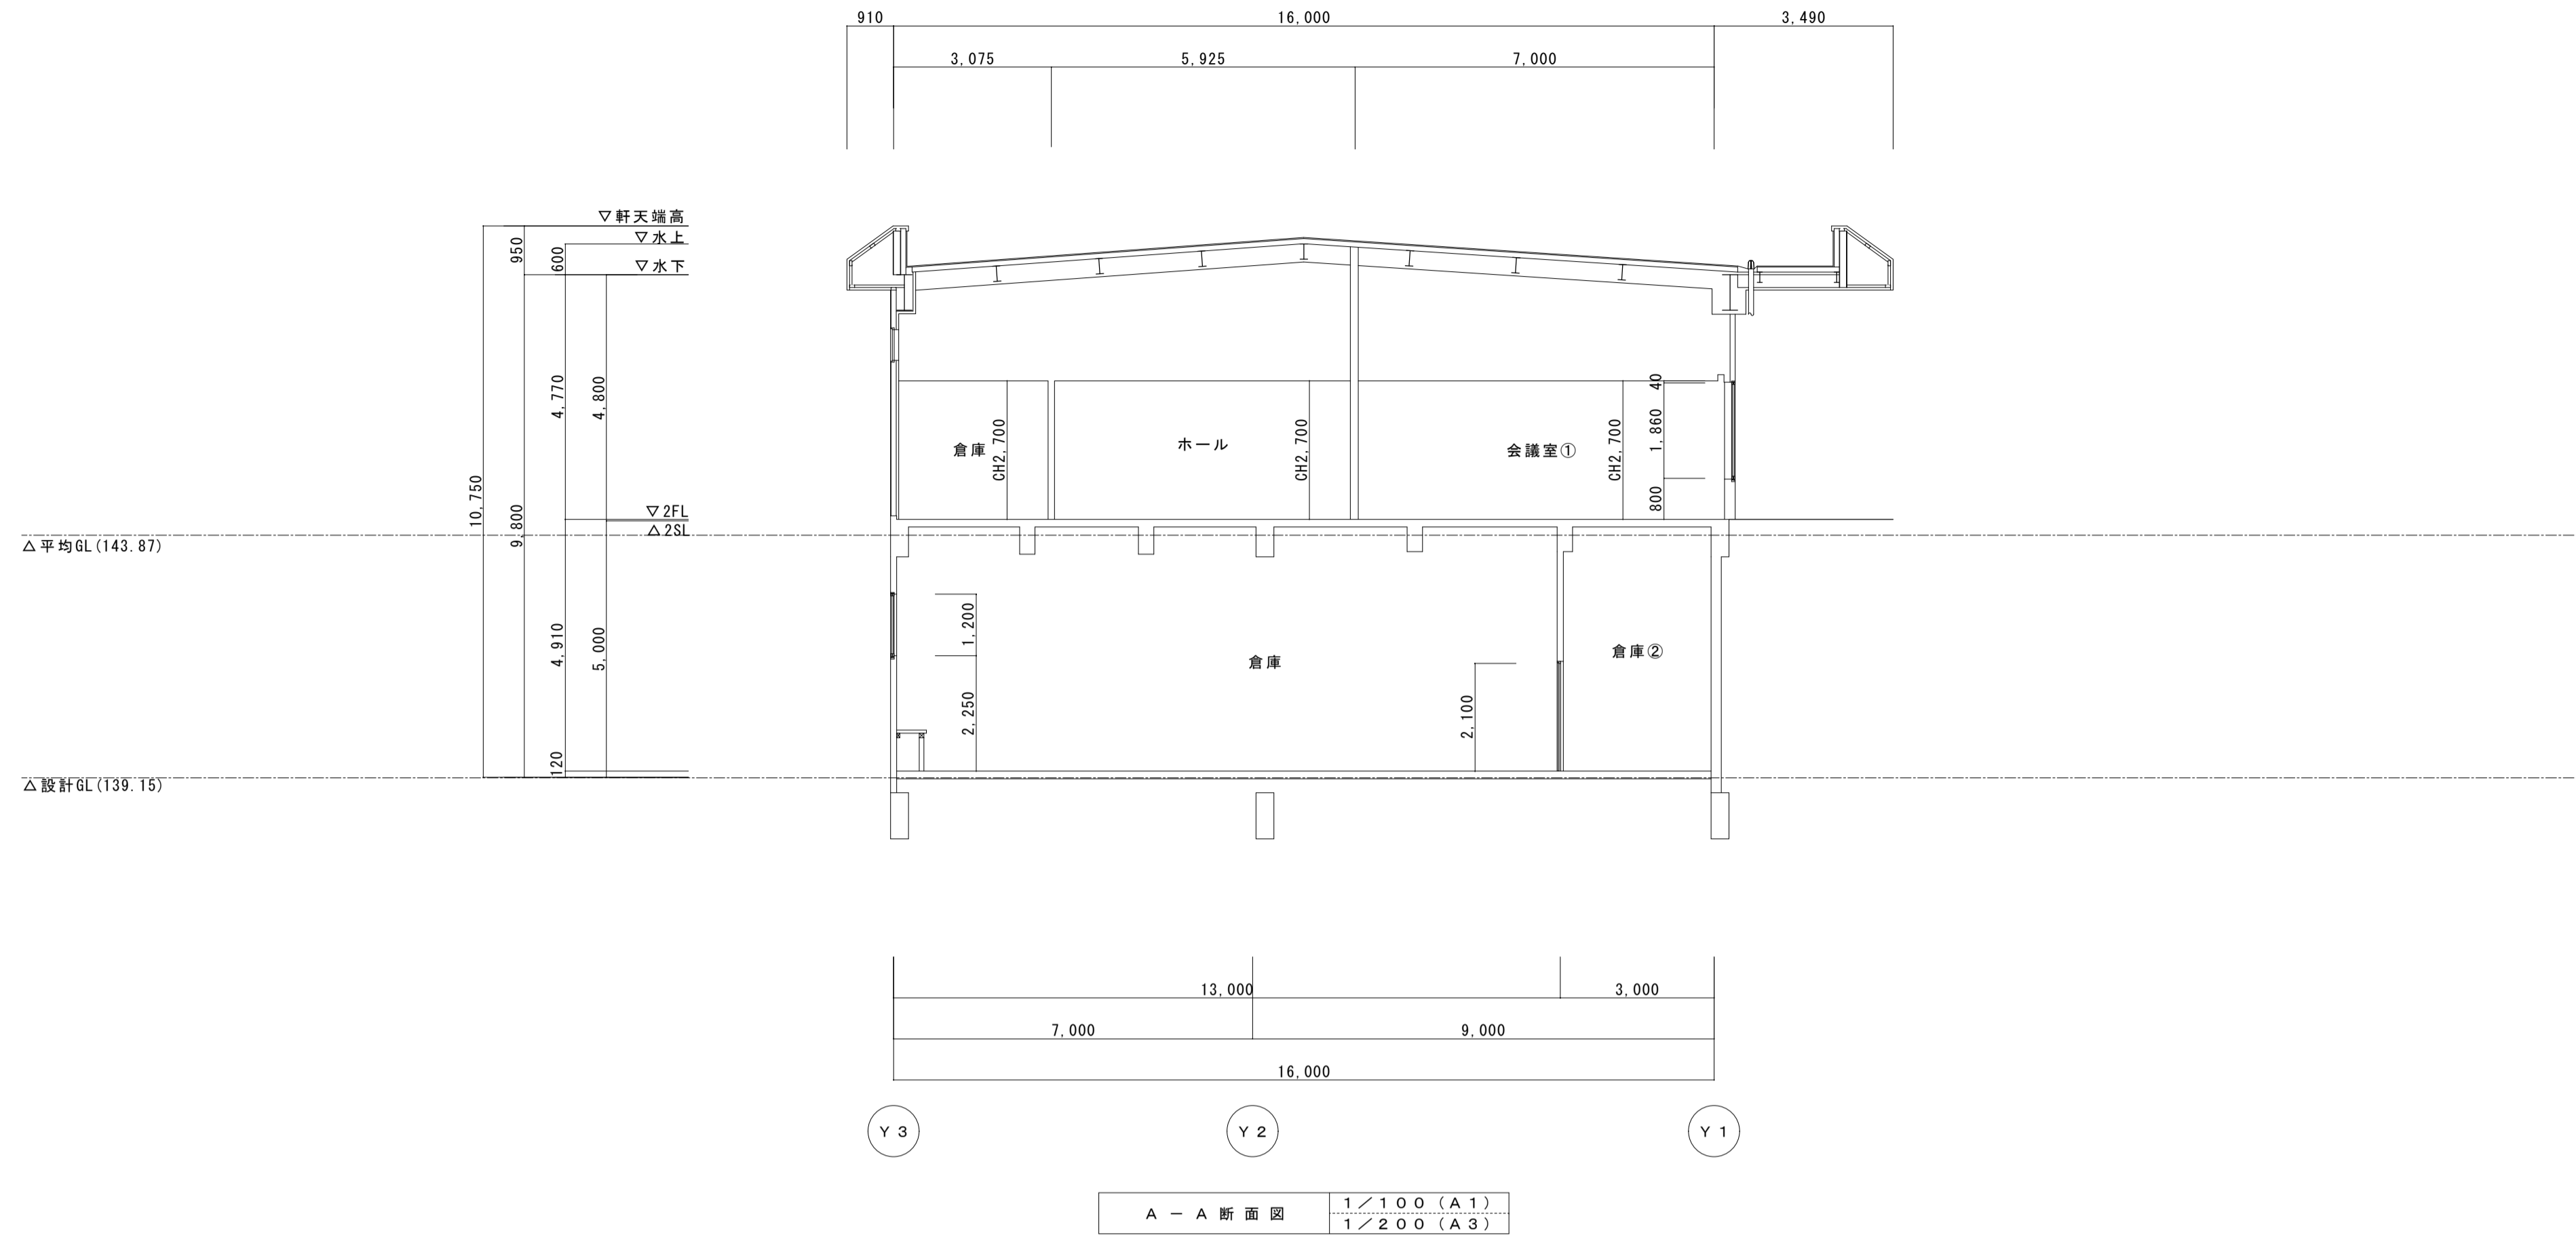 910
16,000
3,490
3,075
5,925
7,000
▽軒天端高
▽水上
▽水下
950
600
4,770
4,800
10,750
9,800
▽2FL
△2SL
△平均GL(143.87)
4,910
5,000
120
△設計GL(139.15)
倉庫
CH2,700
ホール
CH2,700
会議室①
CH2,700
40
1,860
800
1,200
2,250
倉庫
2,100
倉庫②
13,000
3,000
7,000
9,000
16,000
Y3
Y2
Y1
A－A断面図
1／100（A1）
1／200（A3）